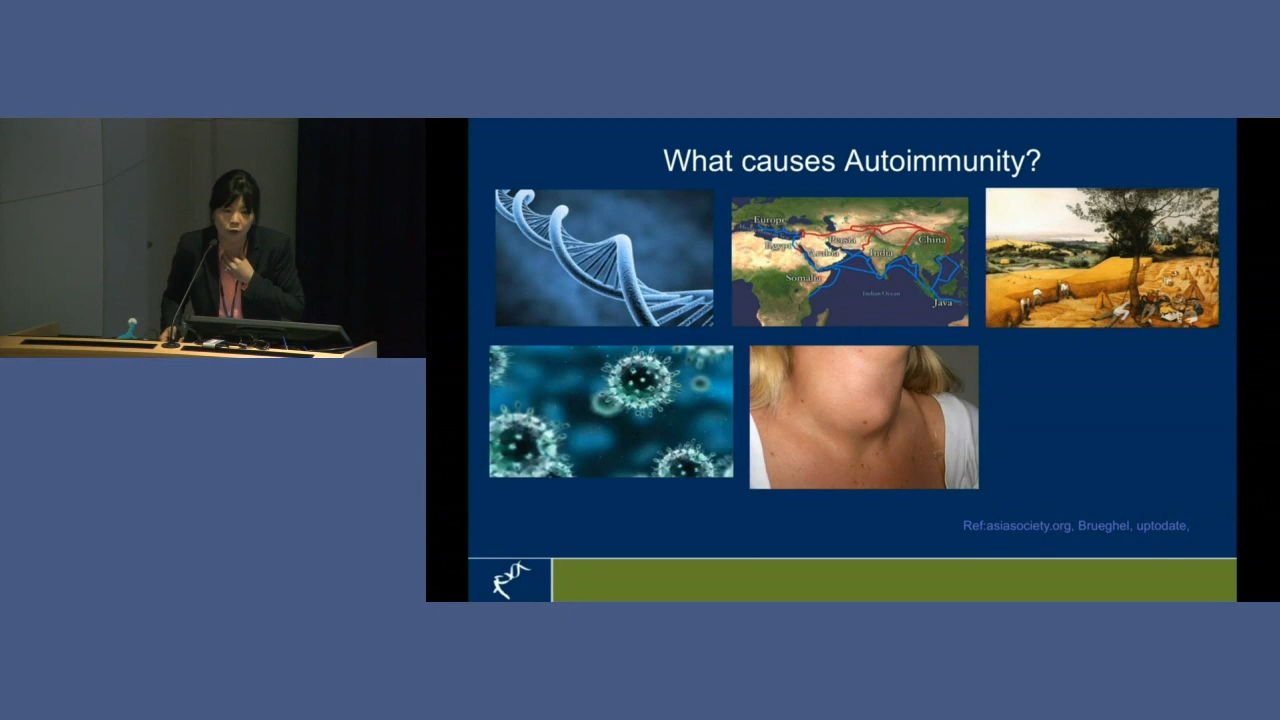 What causes Autoimmunity?
Europe
Egypt
Arabia
Persia
India
China
Somalia
Indian Ocean
Java
Ref:asiasociety.org, Brueghel, uptodate,